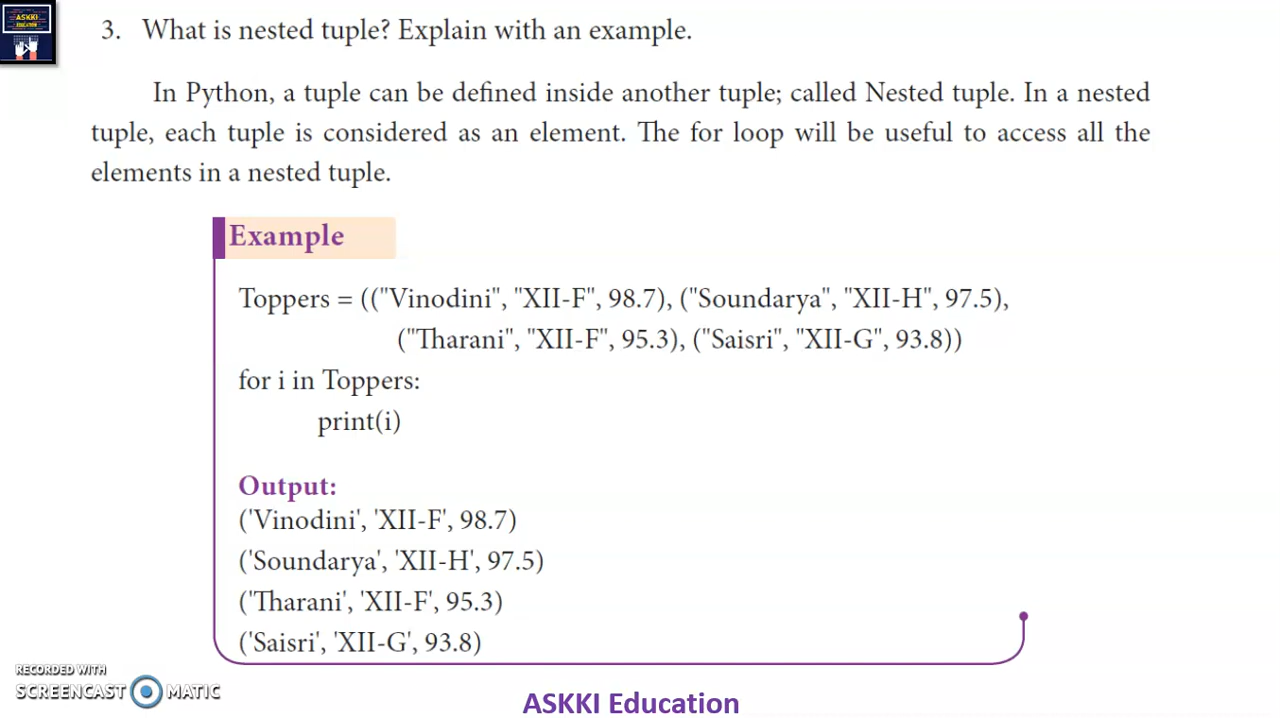 ASKKI
EDUCATION
3. What is nested tuple? Explain with an example.
In Python, a tuple can be defined inside another tuple; called Nested tuple. In a nested
tuple, each tuple is considered as an element. The for loop will be useful to access all the
elements in a nested tuple.
Example
Toppers = (("Vinodini", "XII-F", 98.7), ("Soundarya", "XII-H", 97.5),
("Tharani", "XII-F", 95.3), ("Saisri", "XII-G", 93.8))
for i in Toppers:
print(i)
Output:
('Vinodini', 'XII-F', 98.7)
('Soundarya', 'XII-H', 97.5)
('Tharani', 'XII-F', 95.3)
('Saisri', 'XII-G', 93.8)
RECORDED WITH
SCREENCAST MATIC
ASKKI Education